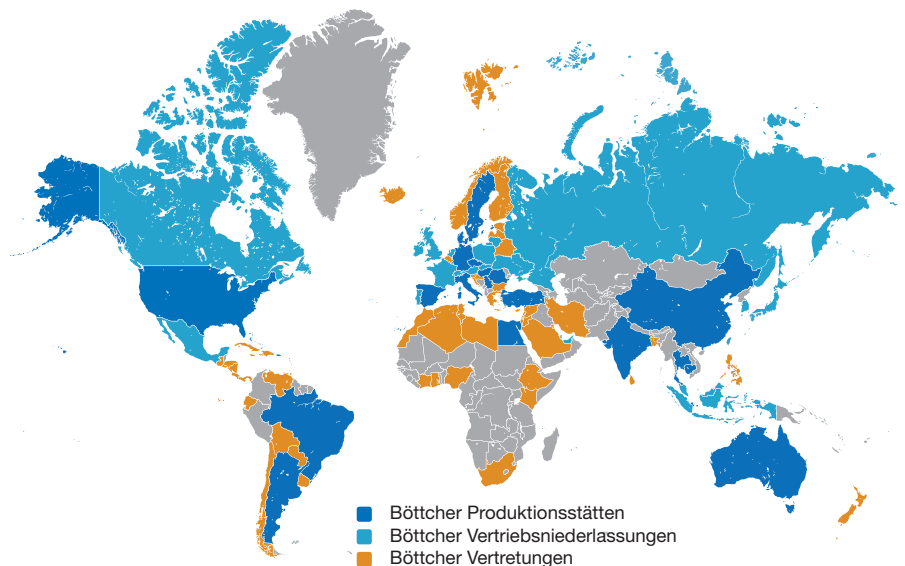 Böttcher Produktionsstätten
Böttcher Vertriebsniederlassungen
Böttcher Vertretungen